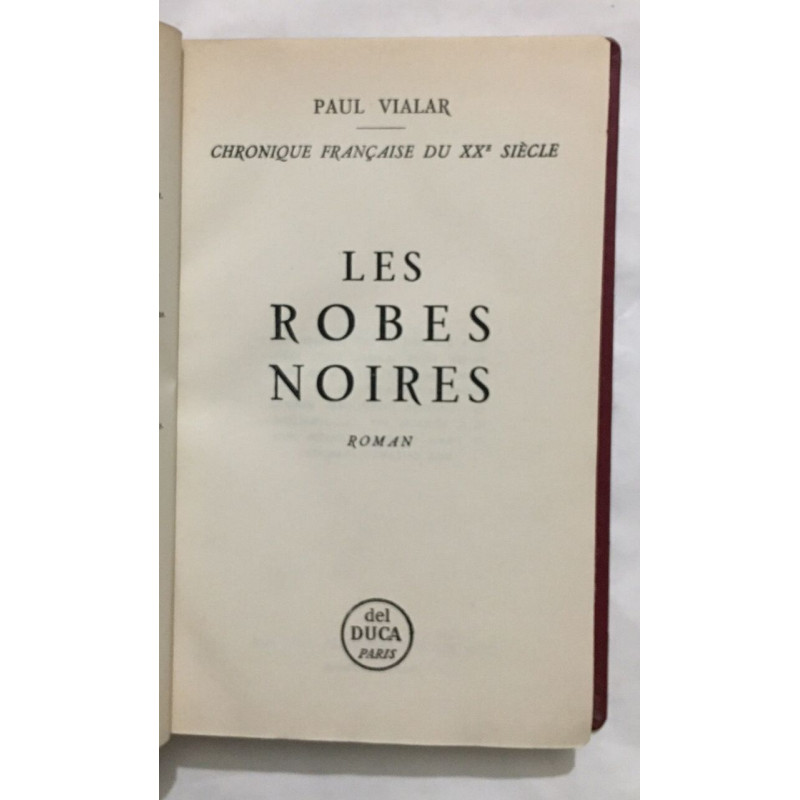 PAUL VIALAR
CHRONIQUE FRANÇAISE DU XXE SIÈCLE
LES
ROBES
NOIRES
ROMAN
del
DUCA
PARIS